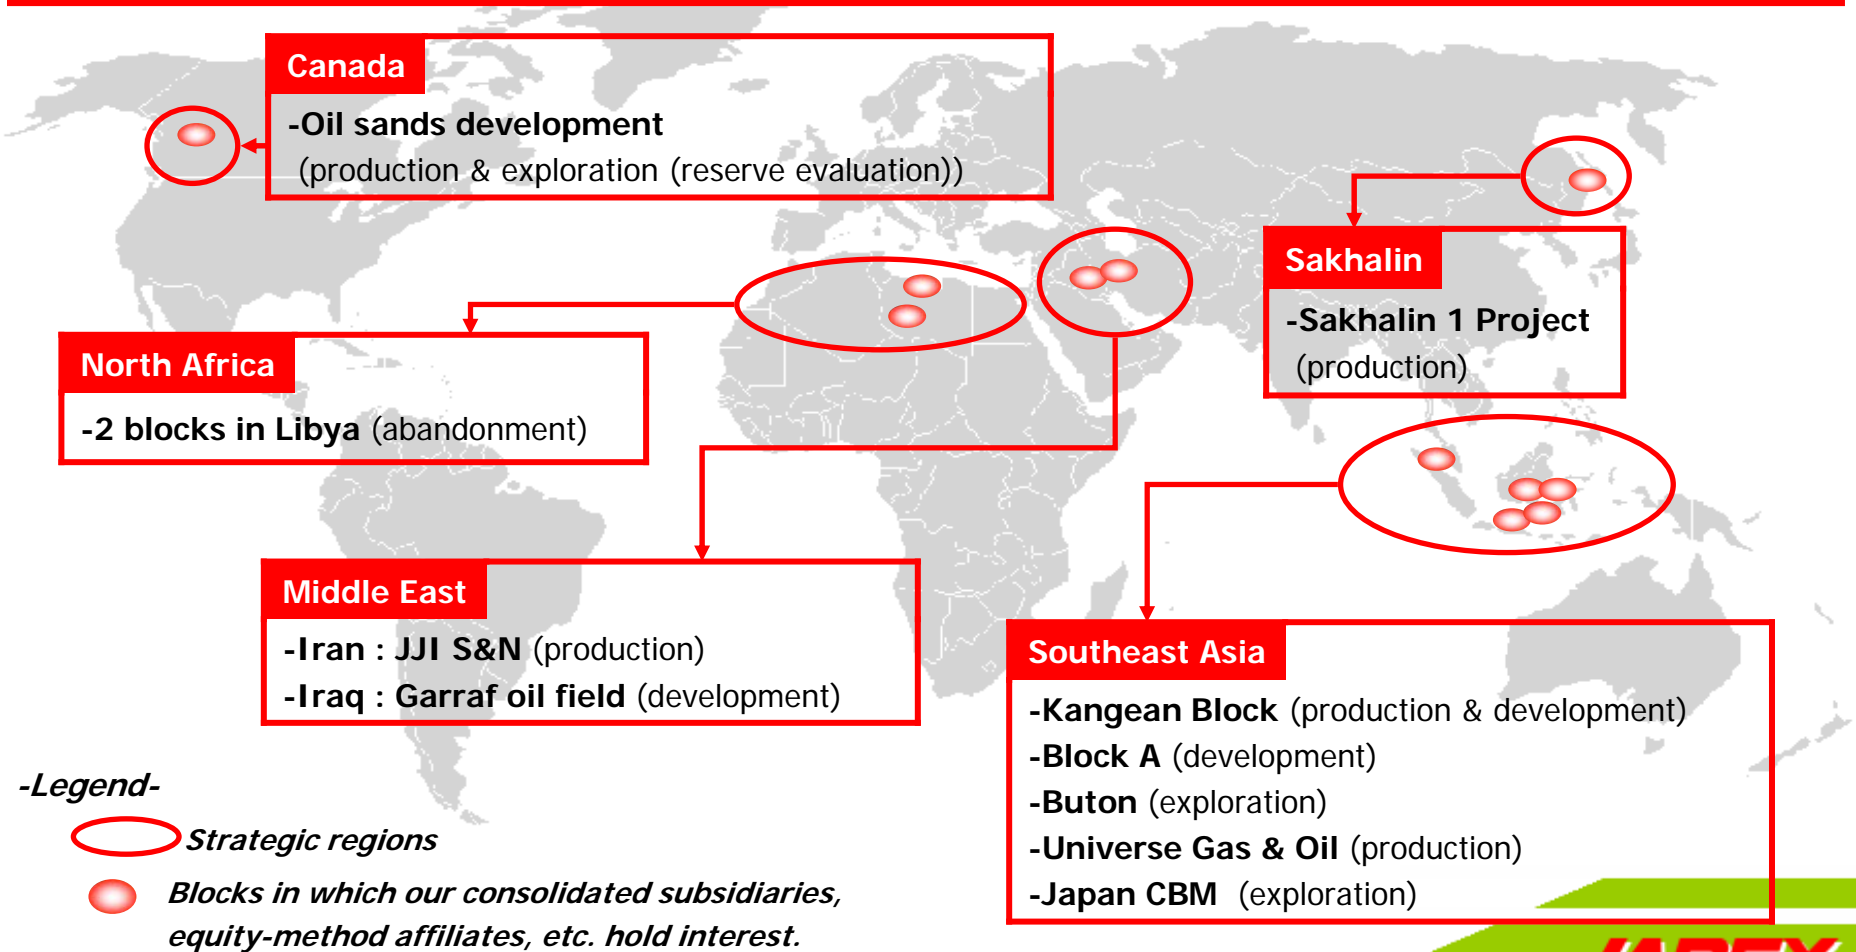 Canada
-Oil sands development
(production & exploration (reserve evaluation))
Sakhalin
-Sakhalin 1 Project
(production)
North Africa
-2 blocks in Libya (abandonment)
Middle East
-Iran : JJI S&N (production)
-Iraq : Garraf oil field (development)
Southeast Asia
-Kangean Block (production & development)
-Block A (development)
-Buton (exploration)
-Universe Gas & Oil (production)
-Japan CBM (exploration)
-Legend-
Strategic regions
Blocks in which our consolidated subsidiaries,
equity-method affiliates, etc. hold interest.